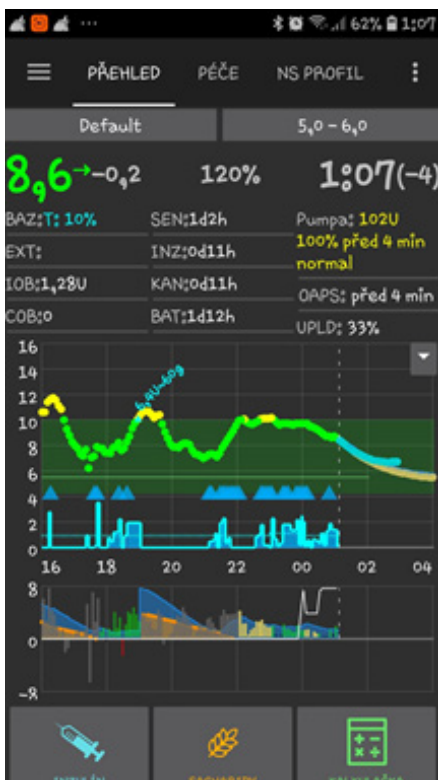 62% 1:07
PŘEHLED PÉČE NS PROFIL
Default 5,0 – 6,0
8,6 → -0,2 120% 1:07(-4)
BAZ:T: 10% SEN:1d2h Pumpa: 102U
100% před 4 min
normal
EXT: INZ:0d11h
IOB:1,28U KAN:0d11h OAPS: před 4 min
COB:0 BAT:1d12h UPLD: 33%
16
14
12
10
8
6
4
2
0
6,4U~60g
16 18 20 22 00 02 04
8
0
-8